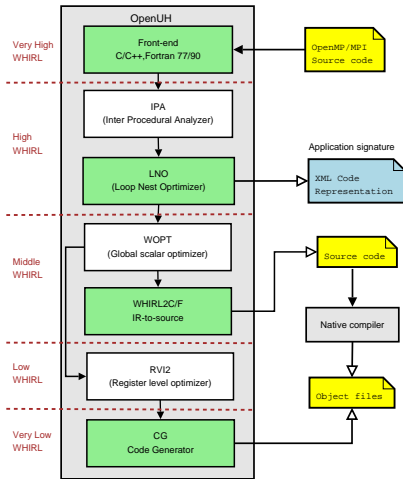 OpenUH
Very High
WHIRL
Front-end
C/C++,Fortran 77/90
OpenMP/MPI
Source code
IPA
(Inter Procedural Analyzer)
High
WHIRL
LNO
(Loop Nest Oprtimizer)
Application signature
XML Code
Representation
WOPT
(Global scalar optimizer)
Middle
WHIRL
WHIRL2C/F
IR-to-source
Source code
Native compiler
Low
WHIRL
RVI2
(Register level optimizer)
Object files
Very Low
WHIRL
CG
Code Generator